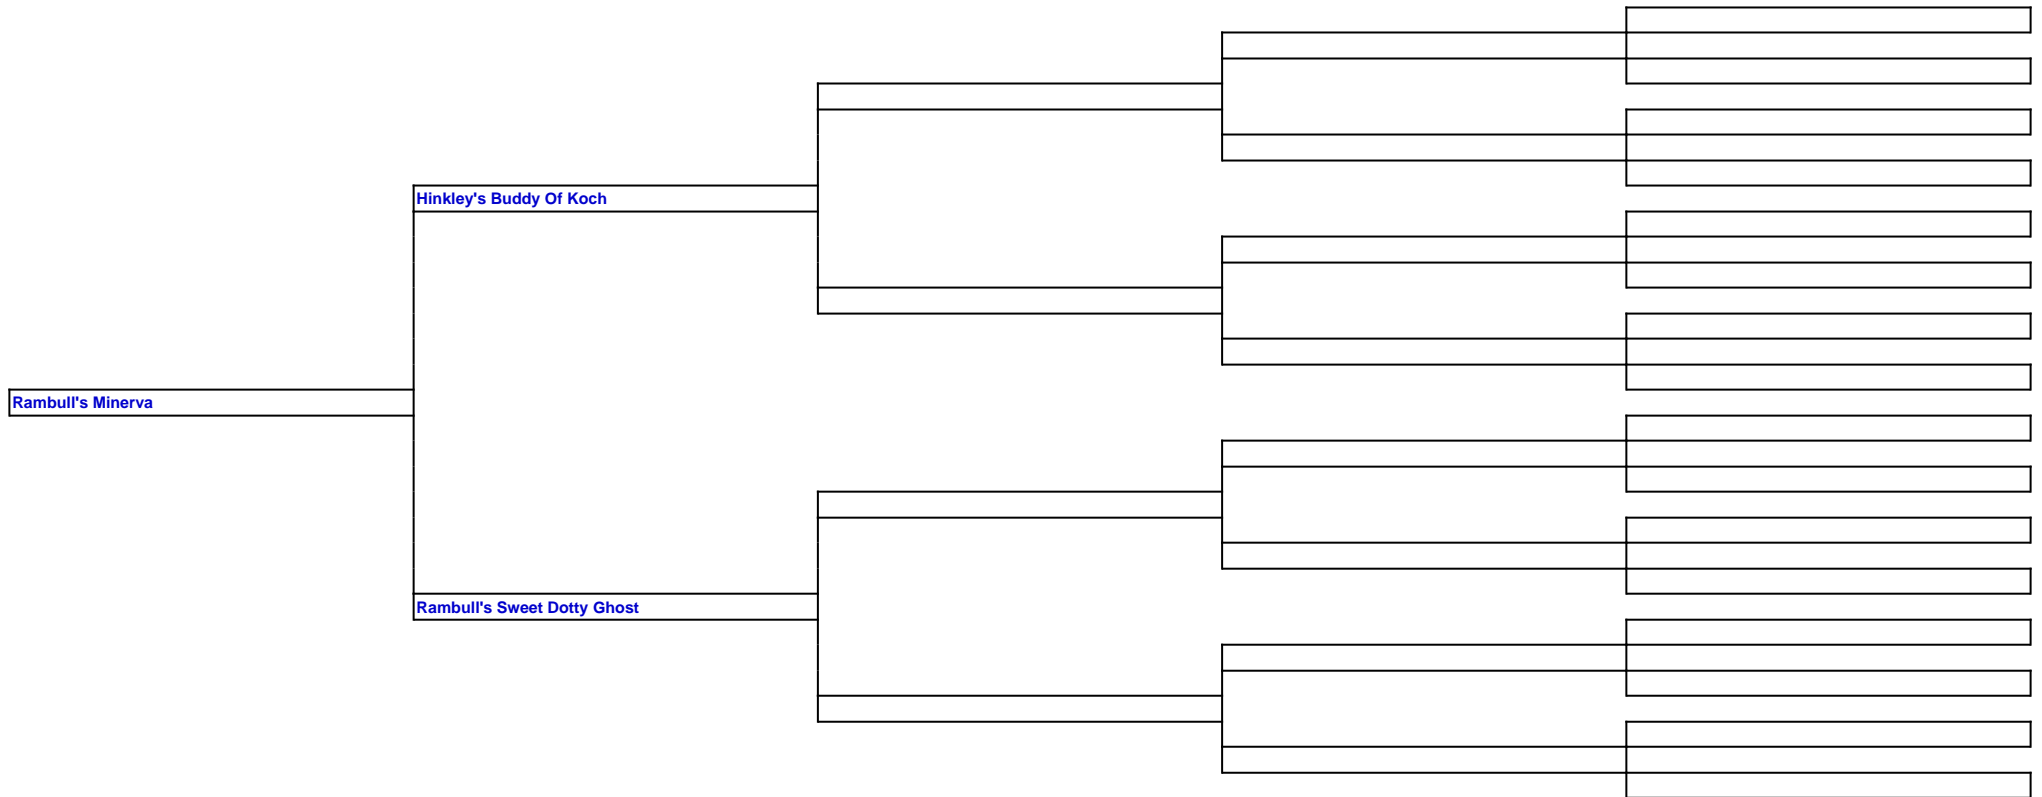 Hinkley's Buddy Of Koch
Rambull's Minerva
Rambull's Sweet Dotty Ghost